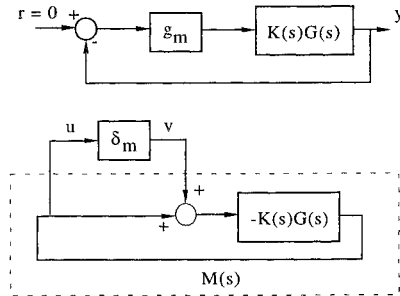 r = 0 + - g_m K(s)G(s) y
u δ_m v
+ + -K(s)G(s)
M(s)